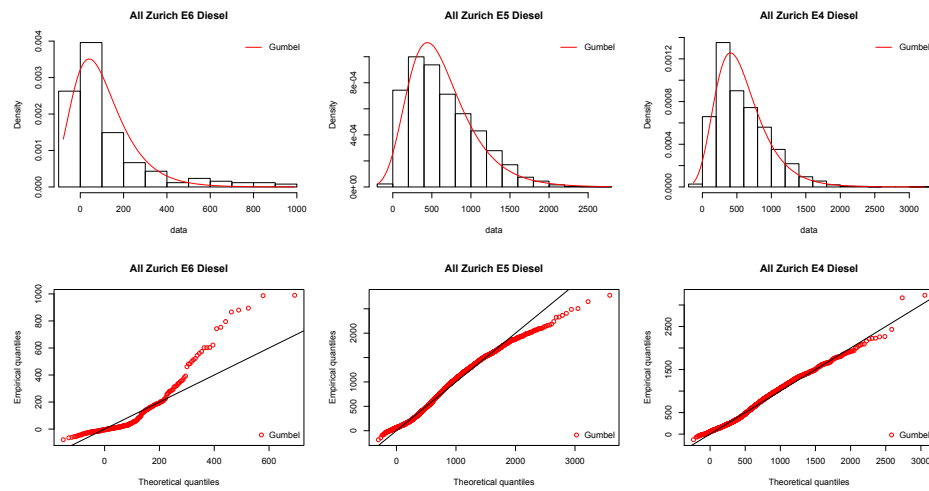 All Zurich E6 Diesel
Density
0.000 0.001 0.002 0.003 0.004
Gumbel
0 200 400 600 800 1000
data
All Zurich E5 Diesel
Density
0e+00 4e-04 8e-04
Gumbel
0 500 1000 1500 2000 2500
data
All Zurich E4 Diesel
Density
0.0000 0.0004 0.0008 0.0012
Gumbel
0 500 1000 1500 2000 2500 3000
data
All Zurich E6 Diesel
Empirical quantiles
0 200 400 600 800 1000
Gumbel
0 200 400 600
Theoretical quantiles
All Zurich E5 Diesel
Empirical quantiles
0 500 1000 2000
Gumbel
0 1000 2000 3000
Theoretical quantiles
All Zurich E4 Diesel
Empirical quantiles
0 500 1500 2500
Gumbel
0 500 1000 1500 2000 2500 3000
Theoretical quantiles